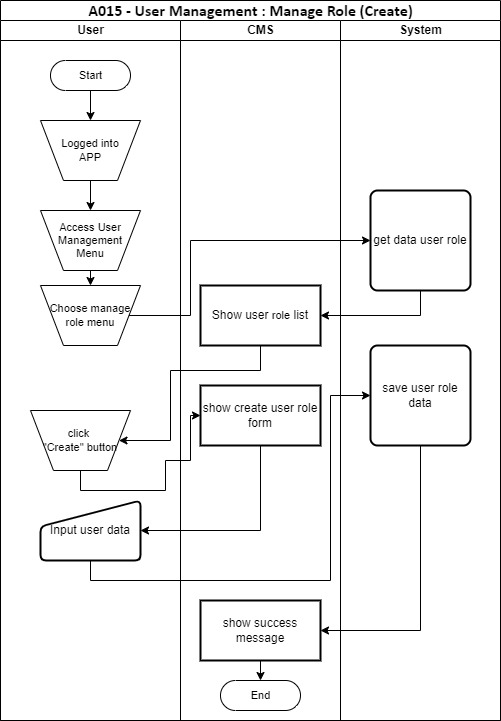 A015 - User Management : Manage Role (Create)
User
CMS
System
Start
Logged into
APP
Access User
Management
Menu
get data user role
Choose manage
role menu
Show user role list
save user role
data
show create user role
form
click
"Create" button
Input user data
show success
message
End